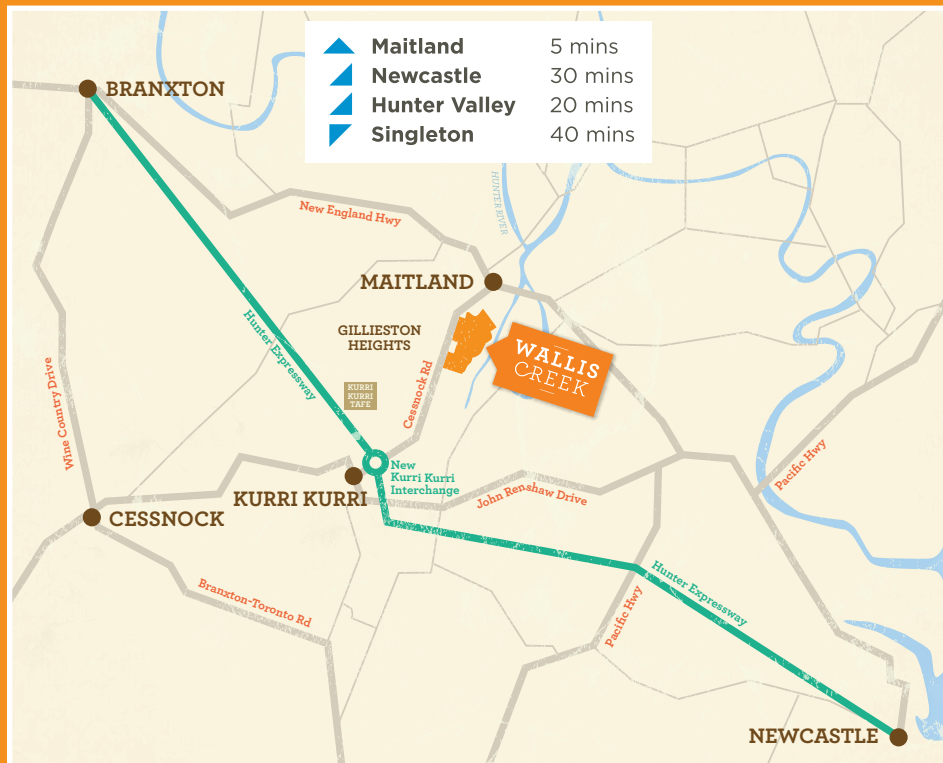 Maitland 5 mins
Newcastle 30 mins
Hunter Valley 20 mins
Singleton 40 mins
BRANXTON
New England Hwy
HUNTER RIVER
MAITLAND
GILLIESTON
HEIGHTS
WALLIS
CREEK
Hunter Expressway
Wine Country Drive
KURRI
KURRI
TAFE
Cessnock Rd
Pacific Hwy
New
Kurri Kurri
Interchange
KURRI KURRI
John Renshaw Drive
CESSNOCK
Branxton-Toronto Rd
Pacific Hwy
Hunter Expressway
NEWCASTLE